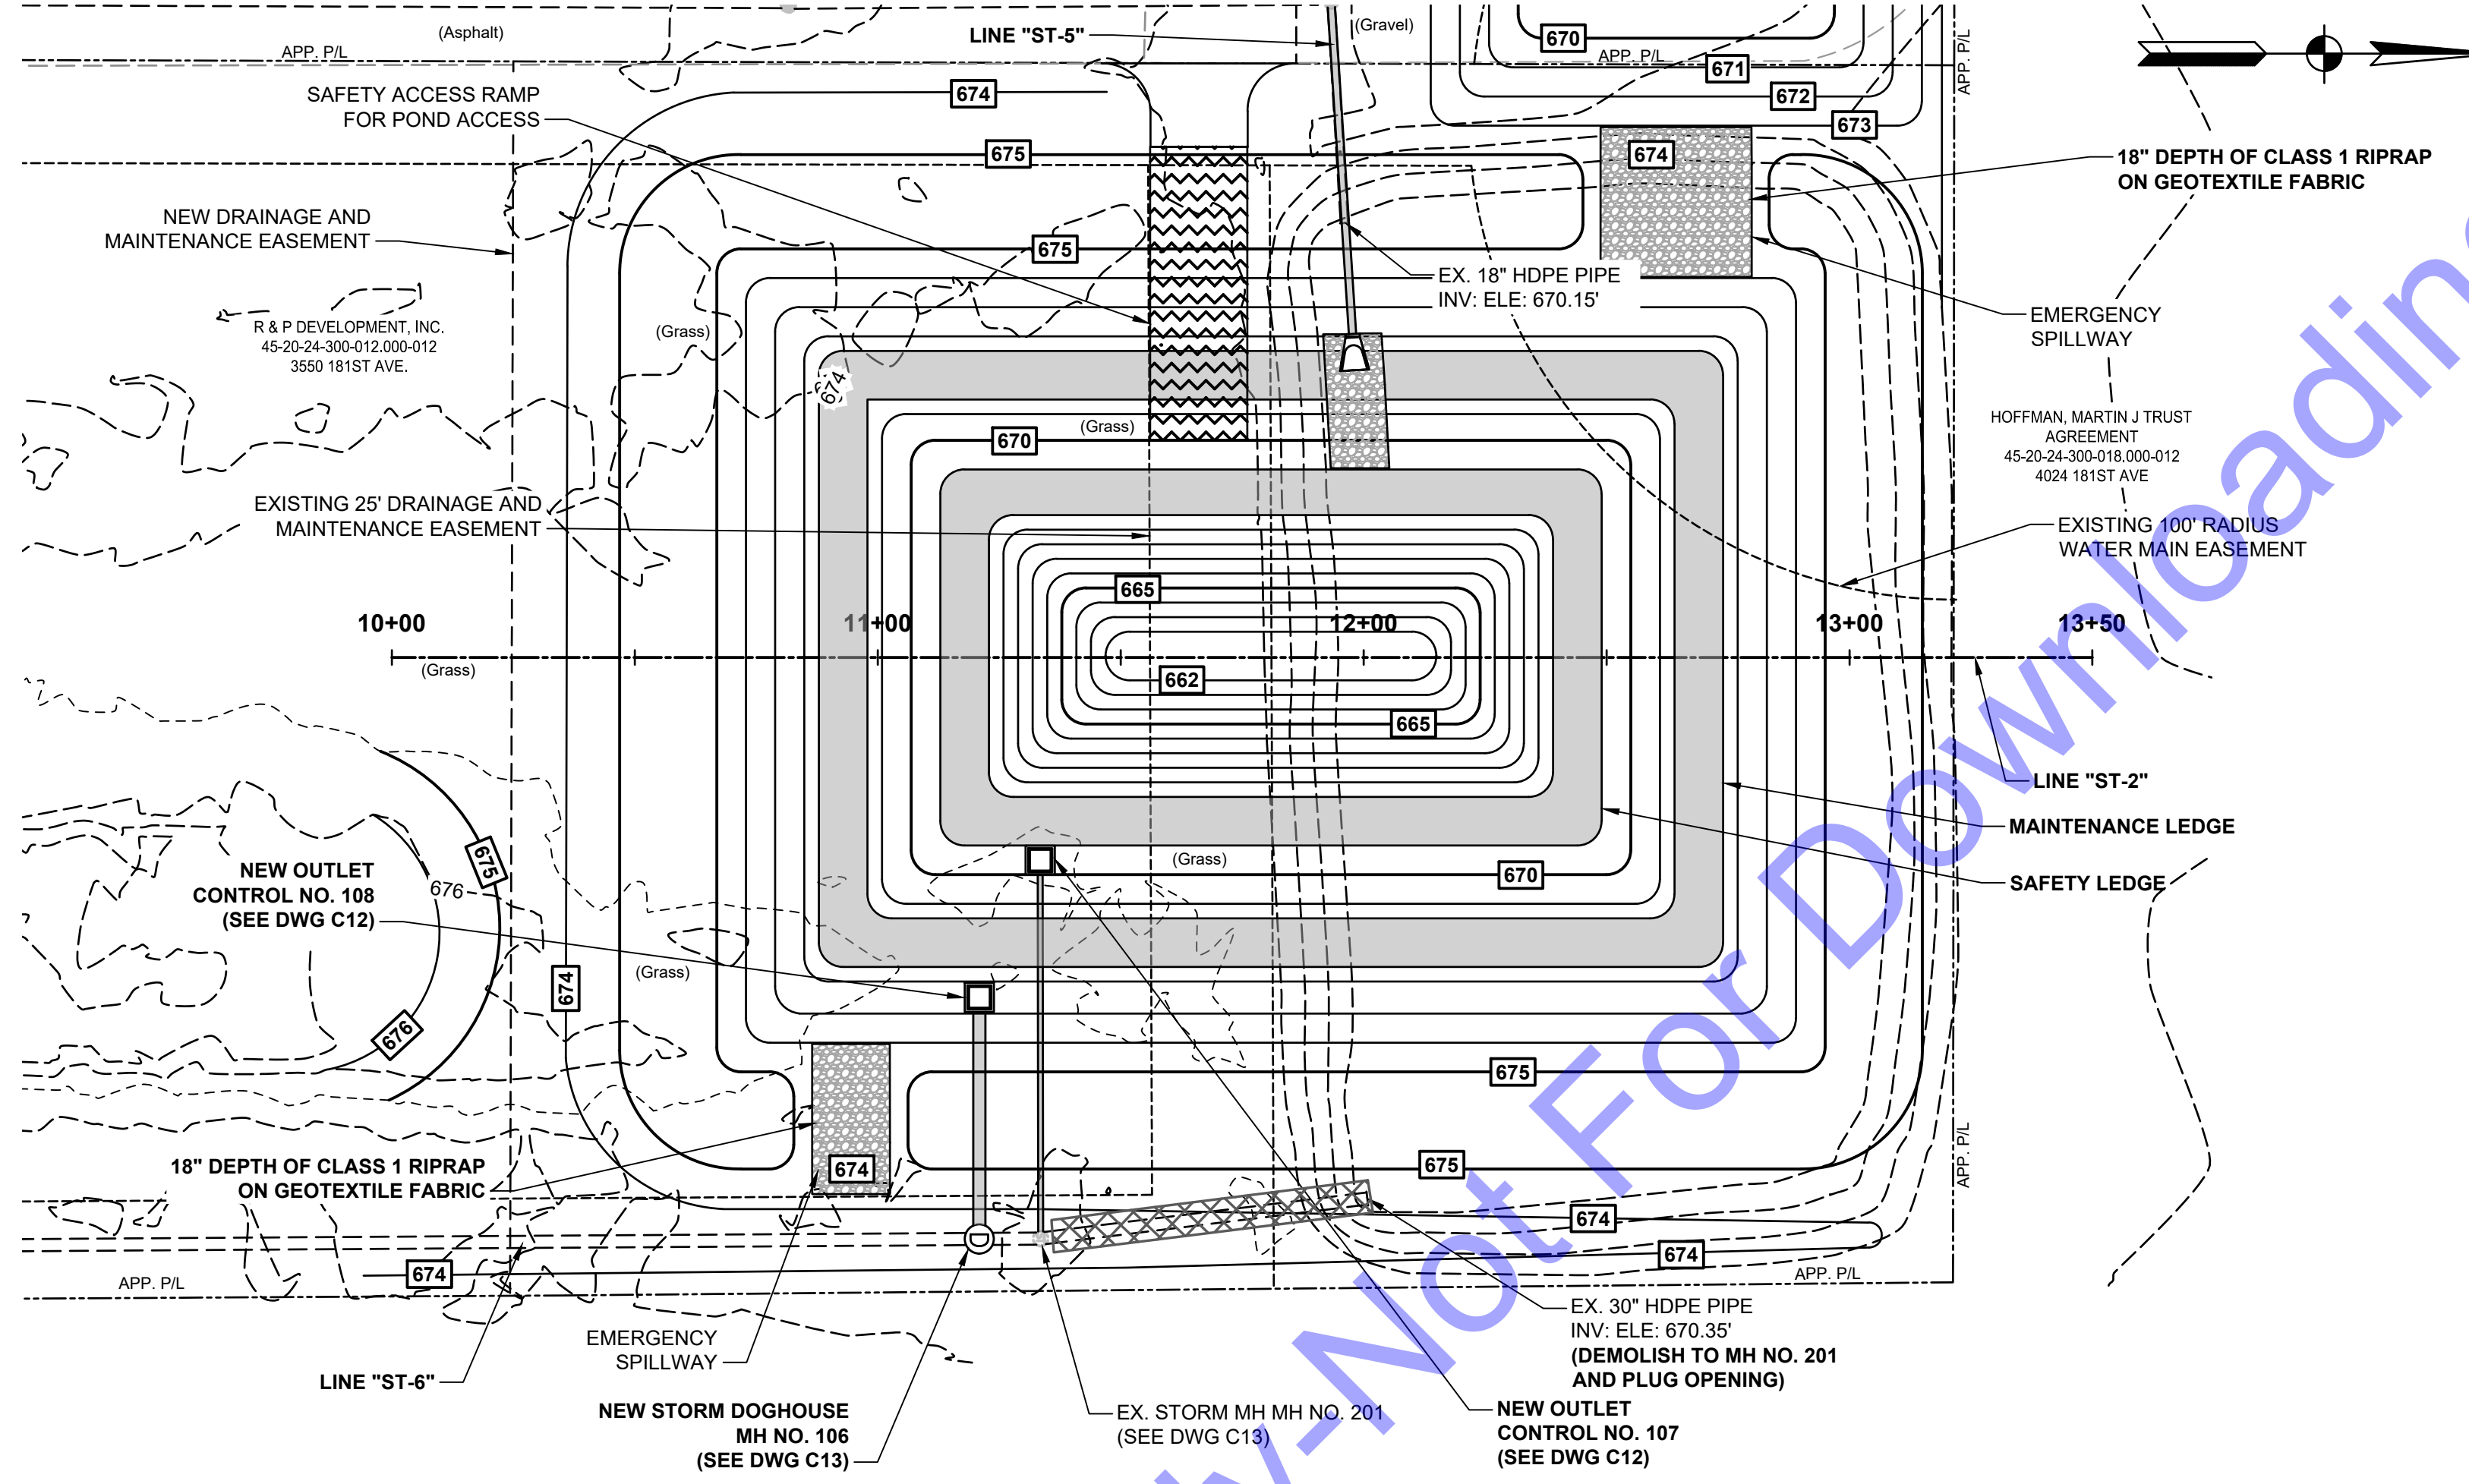 (Asphalt)
APP. P/L
LINE "ST-5"
(Gravel)
670
APP. P/L
671
672
673
APP. P/L
SAFETY ACCESS RAMP
FOR POND ACCESS
674
675
674
18" DEPTH OF CLASS 1 RIPRAP
ON GEOTEXTILE FABRIC
NEW DRAINAGE AND
MAINTENANCE EASEMENT
675
EX. 18" HDPE PIPE
INV: ELE: 670.15'
EMERGENCY
SPILLWAY
R & P DEVELOPMENT, INC.
45-20-24-300-012.000-012
3550 181ST AVE.
(Grass)
674
(Grass)
670
HOFFMAN, MARTIN J TRUST
AGREEMENT
45-20-24-300-018.000-012
4024 181ST AVE
EXISTING 25' DRAINAGE AND
MAINTENANCE EASEMENT
EXISTING 100' RADIUS
WATER MAIN EASEMENT
665
10+00
11+00
12+00
13+00
13+50
(Grass)
662
665
LINE "ST-2"
MAINTENANCE LEDGE
SAFETY LEDGE
NEW OUTLET
CONTROL NO. 108
(SEE DWG C12)
675
676
(Grass)
670
674
(Grass)
676
675
18" DEPTH OF CLASS 1 RIPRAP
ON GEOTEXTILE FABRIC
674
675
APP. P/L
674
674
674
APP. P/L
APP. P/L
EMERGENCY
SPILLWAY
LINE "ST-6"
EX. 30" HDPE PIPE
INV: ELE: 670.35'
(DEMOLISH TO MH NO. 201
AND PLUG OPENING)
NEW STORM DOGHOUSE
MH NO. 106
(SEE DWG C13)
EX. STORM MH MH NO. 201
(SEE DWG C13)
NEW OUTLET
CONTROL NO. 107
(SEE DWG C12)
Not For Downloading